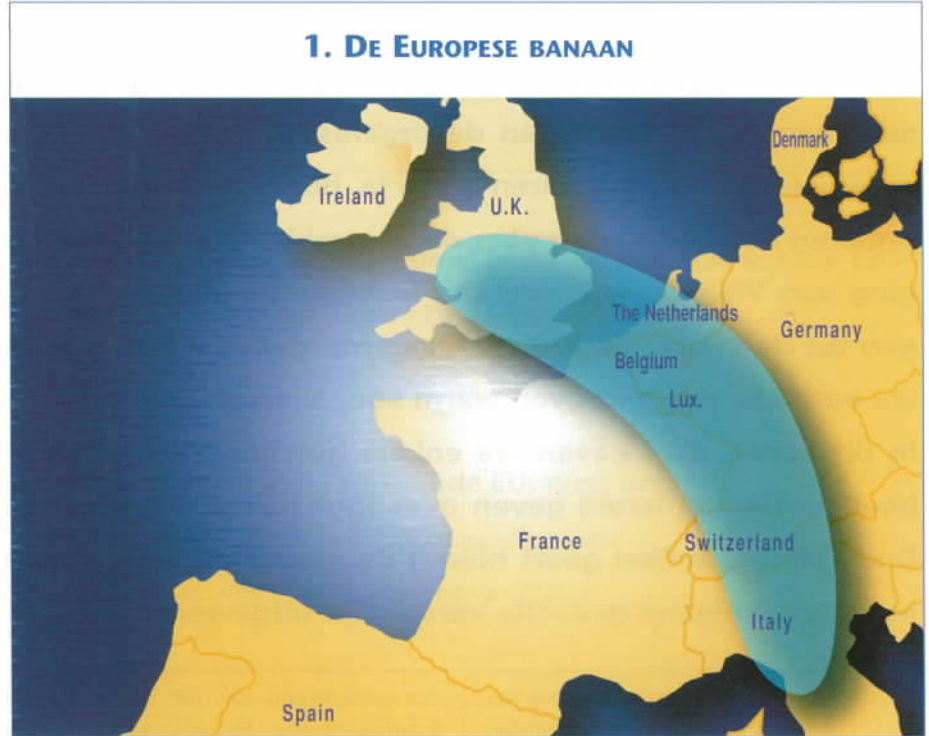 1. De Europese banaan
Denmark
Ireland
U.K.
The Netherlands
Germany
Belgium
Lux.
France
Switzerland
Italy
Spain